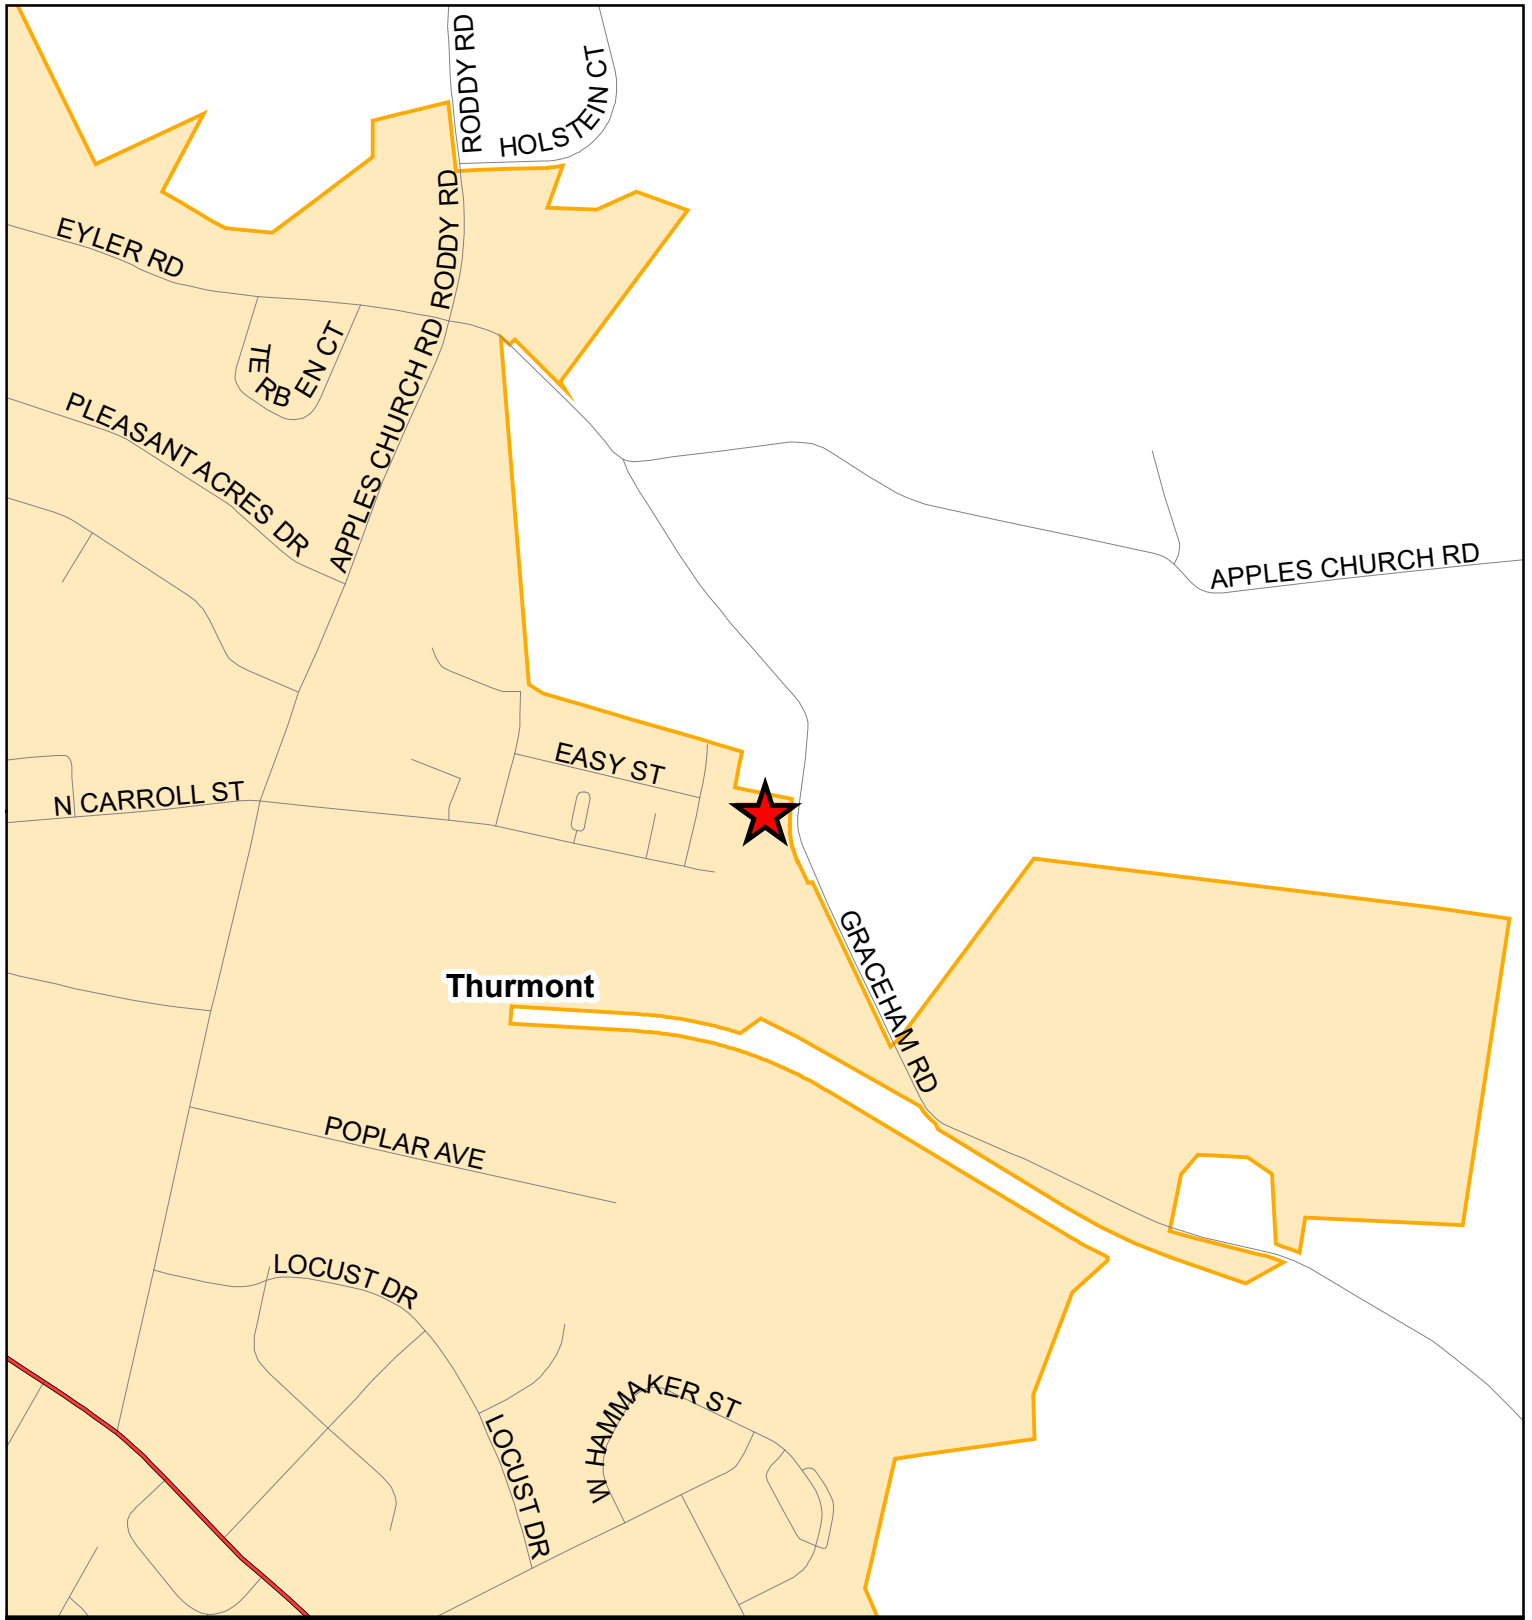 RODDY RD
HOLSTEIN CT
RODDY RD
EYLER RD
TERBEN CT
APPLES CHURCH RD
PLEASANT ACRES DR
APPLES CHURCH RD
EASY ST
N CARROLL ST
GRACEHAM RD
Thurmont
POPLAR AVE
LOCUST DR
W HAMMAKER ST
LOCUST DR